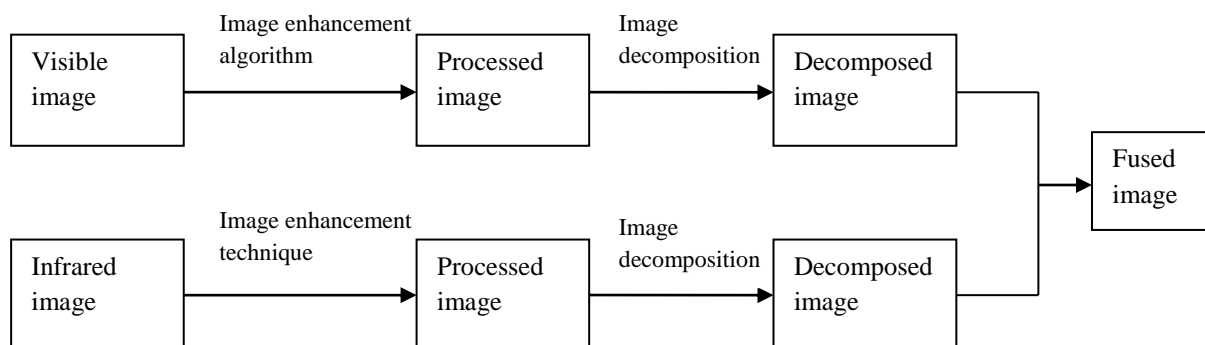 Visible
image
Image enhancement
algorithm
Processed
image
Image
decomposition
Decomposed
image
Fused
image
Infrared
image
Image enhancement
technique
Processed
image
Image
decomposition
Decomposed
image